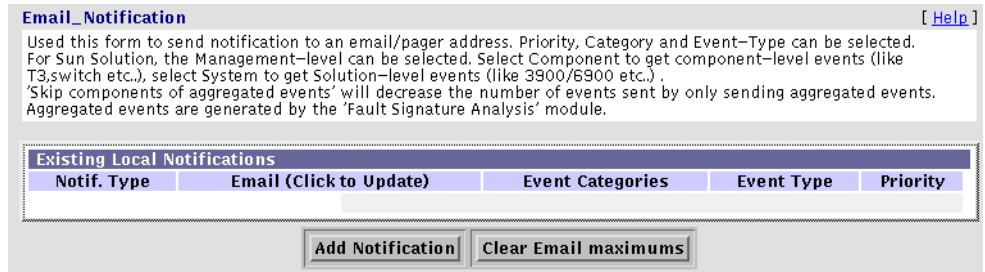 Email_Notification [ Help ]
Used this form to send notification to an email/pager address. Priority, Category and Event-Type can be selected.
For Sun Solution, the Management-level can be selected. Select Component to get component-level events (like
T3,switch etc..), select System to get Solution-level events (like 3900/6900 etc..) .
'Skip components of aggregated events' will decrease the number of events sent by only sending aggregated events.
Aggregated events are generated by the 'Fault Signature Analysis' module.
Existing Local Notifications
Notif. Type Email (Click to Update) Event Categories Event Type Priority
Add Notification Clear Email maximums